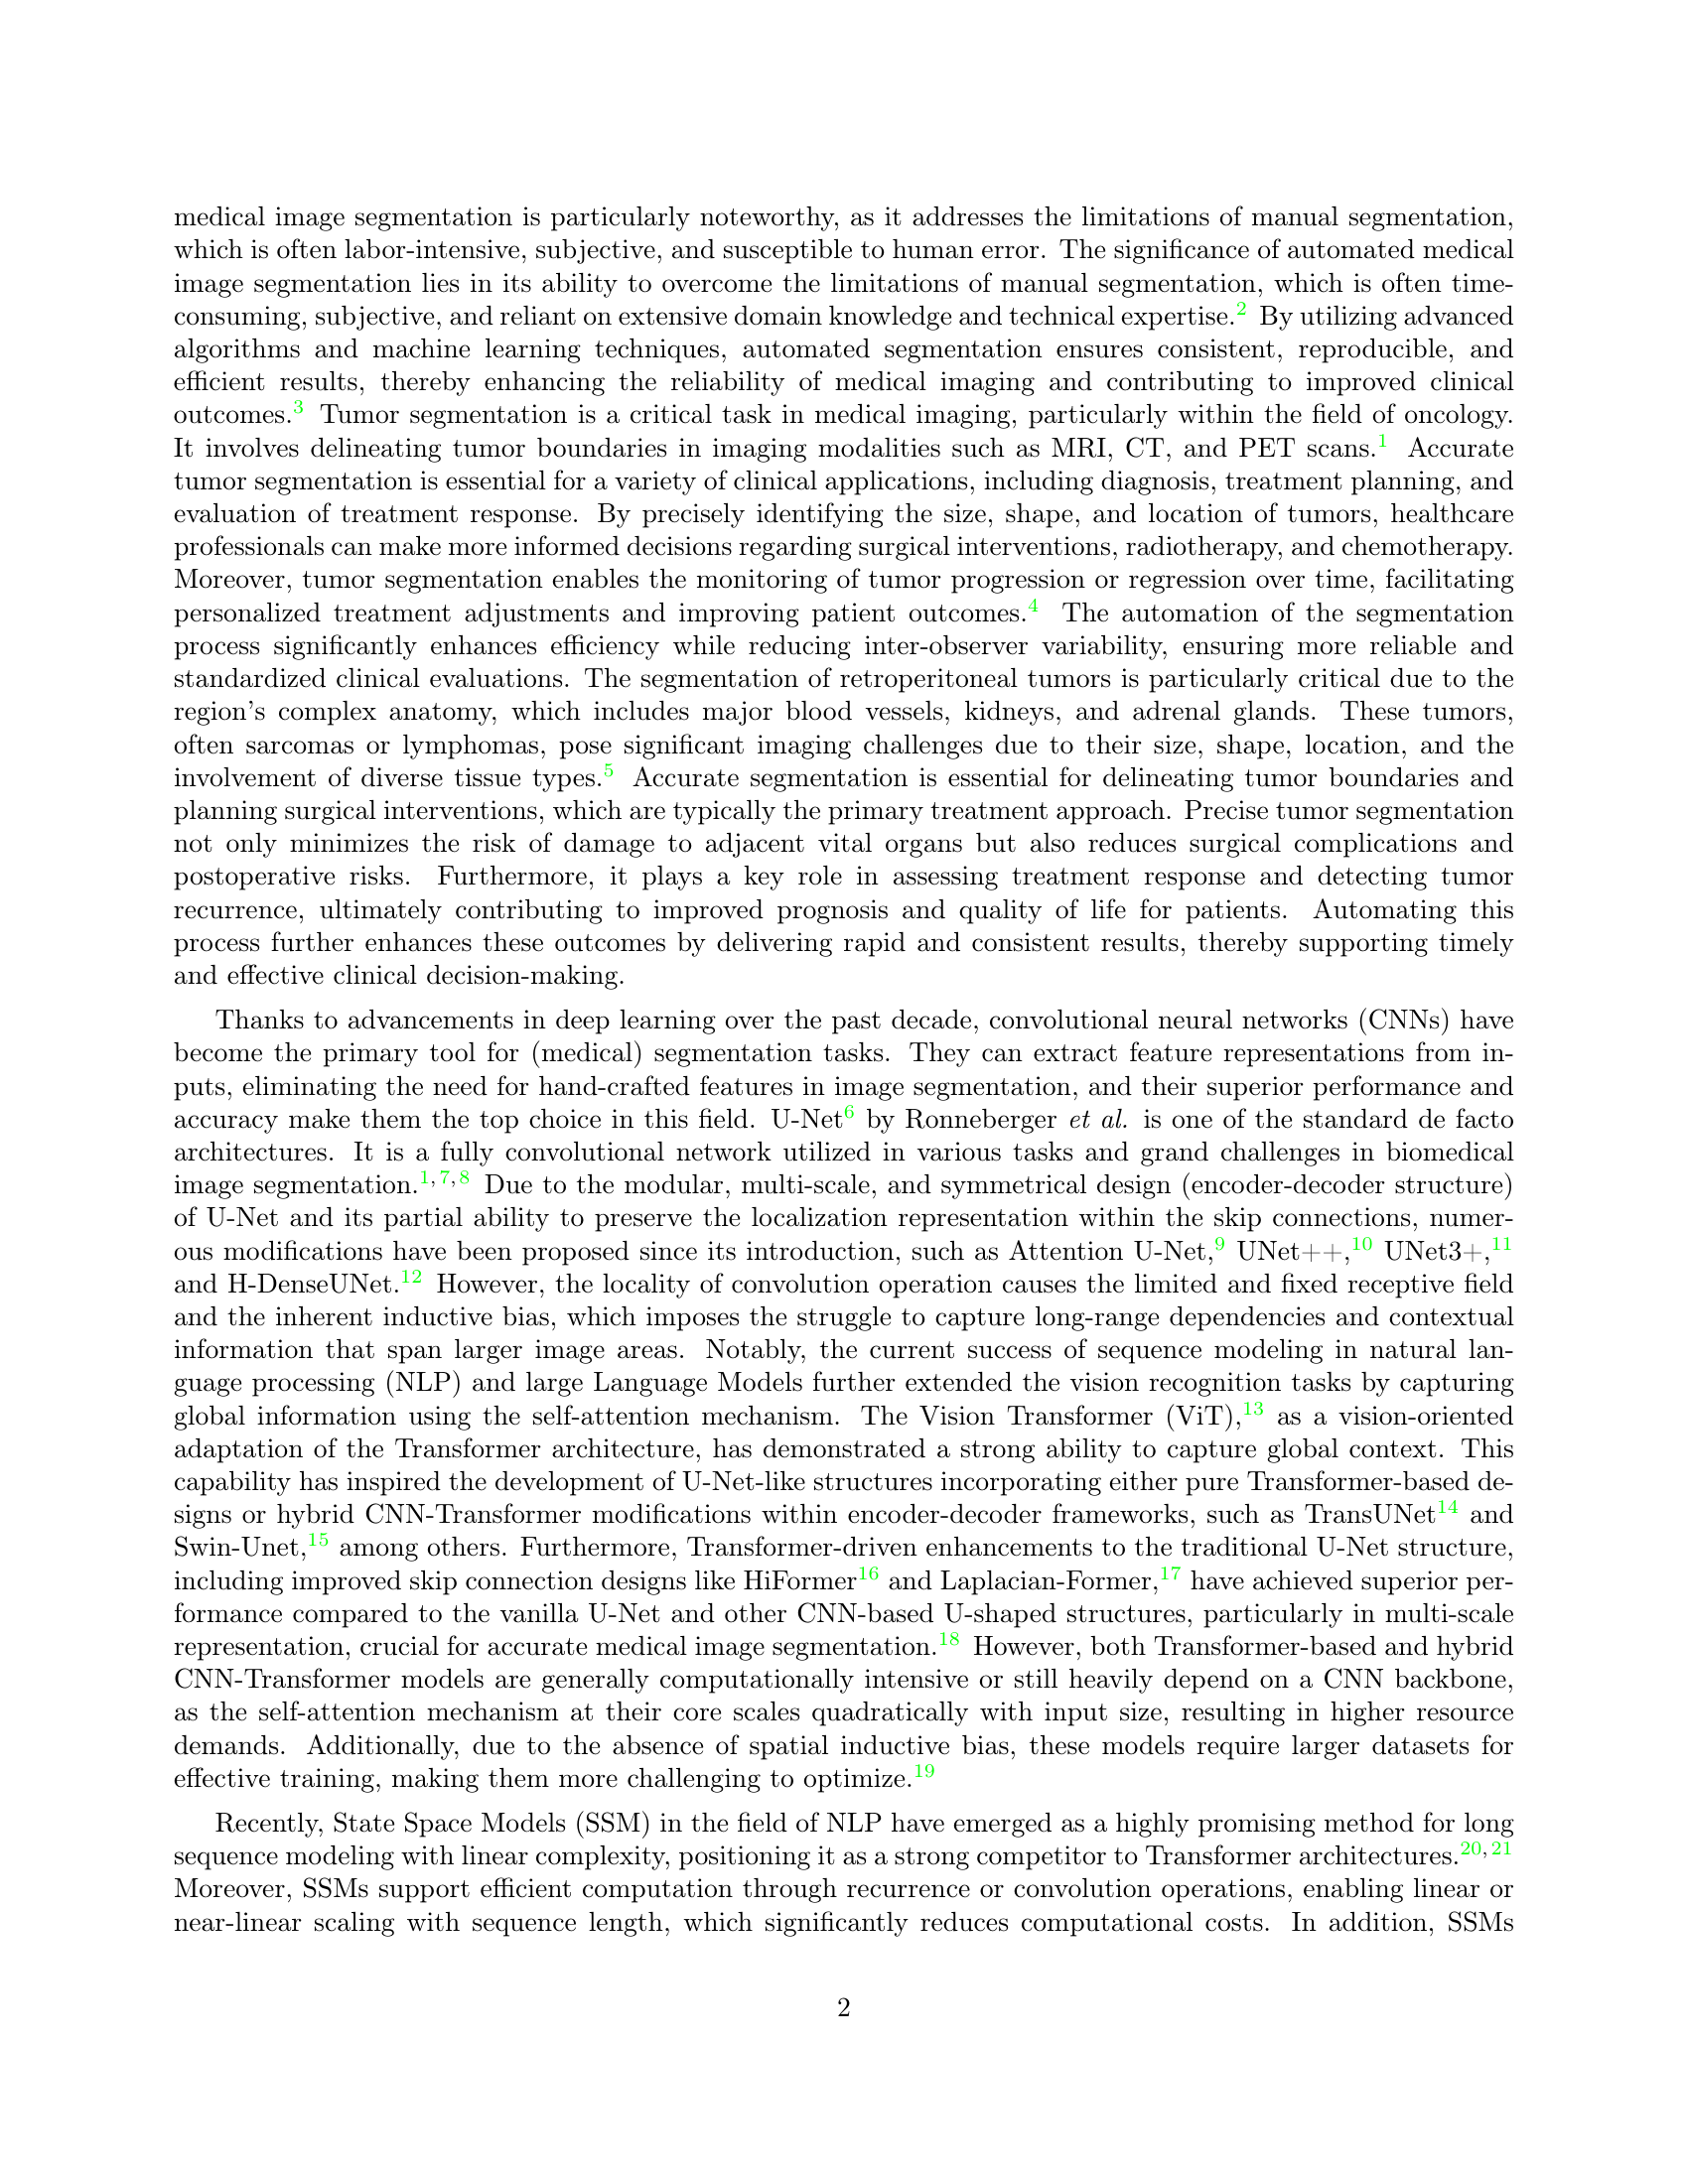 medical image segmentation is particularly noteworthy, as it addresses the limitations of manual segmentation,
which is often labor-intensive, subjective, and susceptible to human error. The significance of automated medical
image segmentation lies in its ability to overcome the limitations of manual segmentation, which is often time-
consuming, subjective, and reliant on extensive domain knowledge and technical expertise.2 By utilizing advanced
algorithms and machine learning techniques, automated segmentation ensures consistent, reproducible, and
efficient results, thereby enhancing the reliability of medical imaging and contributing to improved clinical
outcomes.3 Tumor segmentation is a critical task in medical imaging, particularly within the field of oncology.
It involves delineating tumor boundaries in imaging modalities such as MRI, CT, and PET scans.1 Accurate
tumor segmentation is essential for a variety of clinical applications, including diagnosis, treatment planning, and
evaluation of treatment response. By precisely identifying the size, shape, and location of tumors, healthcare
professionals can make more informed decisions regarding surgical interventions, radiotherapy, and chemotherapy.
Moreover, tumor segmentation enables the monitoring of tumor progression or regression over time, facilitating
personalized treatment adjustments and improving patient outcomes.4 The automation of the segmentation
process significantly enhances efficiency while reducing inter-observer variability, ensuring more reliable and
standardized clinical evaluations. The segmentation of retroperitoneal tumors is particularly critical due to the
region's complex anatomy, which includes major blood vessels, kidneys, and adrenal glands. These tumors,
often sarcomas or lymphomas, pose significant imaging challenges due to their size, shape, location, and the
involvement of diverse tissue types.5 Accurate segmentation is essential for delineating tumor boundaries and
planning surgical interventions, which are typically the primary treatment approach. Precise tumor segmentation
not only minimizes the risk of damage to adjacent vital organs but also reduces surgical complications and
postoperative risks. Furthermore, it plays a key role in assessing treatment response and detecting tumor
recurrence, ultimately contributing to improved prognosis and quality of life for patients. Automating this
process further enhances these outcomes by delivering rapid and consistent results, thereby supporting timely
and effective clinical decision-making.
Thanks to advancements in deep learning over the past decade, convolutional neural networks (CNNs) have
become the primary tool for (medical) segmentation tasks. They can extract feature representations from in-
puts, eliminating the need for hand-crafted features in image segmentation, and their superior performance and
accuracy make them the top choice in this field. U-Net6 by Ronneberger et al. is one of the standard de facto
architectures. It is a fully convolutional network utilized in various tasks and grand challenges in biomedical
image segmentation.1,7,8 Due to the modular, multi-scale, and symmetrical design (encoder-decoder structure)
of U-Net and its partial ability to preserve the localization representation within the skip connections, numer-
ous modifications have been proposed since its introduction, such as Attention U-Net,9 UNet++,10 UNet3+,11
and H-DenseUNet.12 However, the locality of convolution operation causes the limited and fixed receptive field
and the inherent inductive bias, which imposes the struggle to capture long-range dependencies and contextual
information that span larger image areas. Notably, the current success of sequence modeling in natural lan-
guage processing (NLP) and large Language Models further extended the vision recognition tasks by capturing
global information using the self-attention mechanism. The Vision Transformer (ViT),13 as a vision-oriented
adaptation of the Transformer architecture, has demonstrated a strong ability to capture global context. This
capability has inspired the development of U-Net-like structures incorporating either pure Transformer-based de-
signs or hybrid CNN-Transformer modifications within encoder-decoder frameworks, such as TransUNet14 and
Swin-Unet,15 among others. Furthermore, Transformer-driven enhancements to the traditional U-Net structure,
including improved skip connection designs like HiFormer16 and Laplacian-Former,17 have achieved superior per-
formance compared to the vanilla U-Net and other CNN-based U-shaped structures, particularly in multi-scale
representation, crucial for accurate medical image segmentation.18 However, both Transformer-based and hybrid
CNN-Transformer models are generally computationally intensive or still heavily depend on a CNN backbone,
as the self-attention mechanism at their core scales quadratically with input size, resulting in higher resource
demands. Additionally, due to the absence of spatial inductive bias, these models require larger datasets for
effective training, making them more challenging to optimize.19
Recently, State Space Models (SSM) in the field of NLP have emerged as a highly promising method for long
sequence modeling with linear complexity, positioning it as a strong competitor to Transformer architectures.20,21
Moreover, SSMs support efficient computation through recurrence or convolution operations, enabling linear or
near-linear scaling with sequence length, which significantly reduces computational costs. In addition, SSMs
2